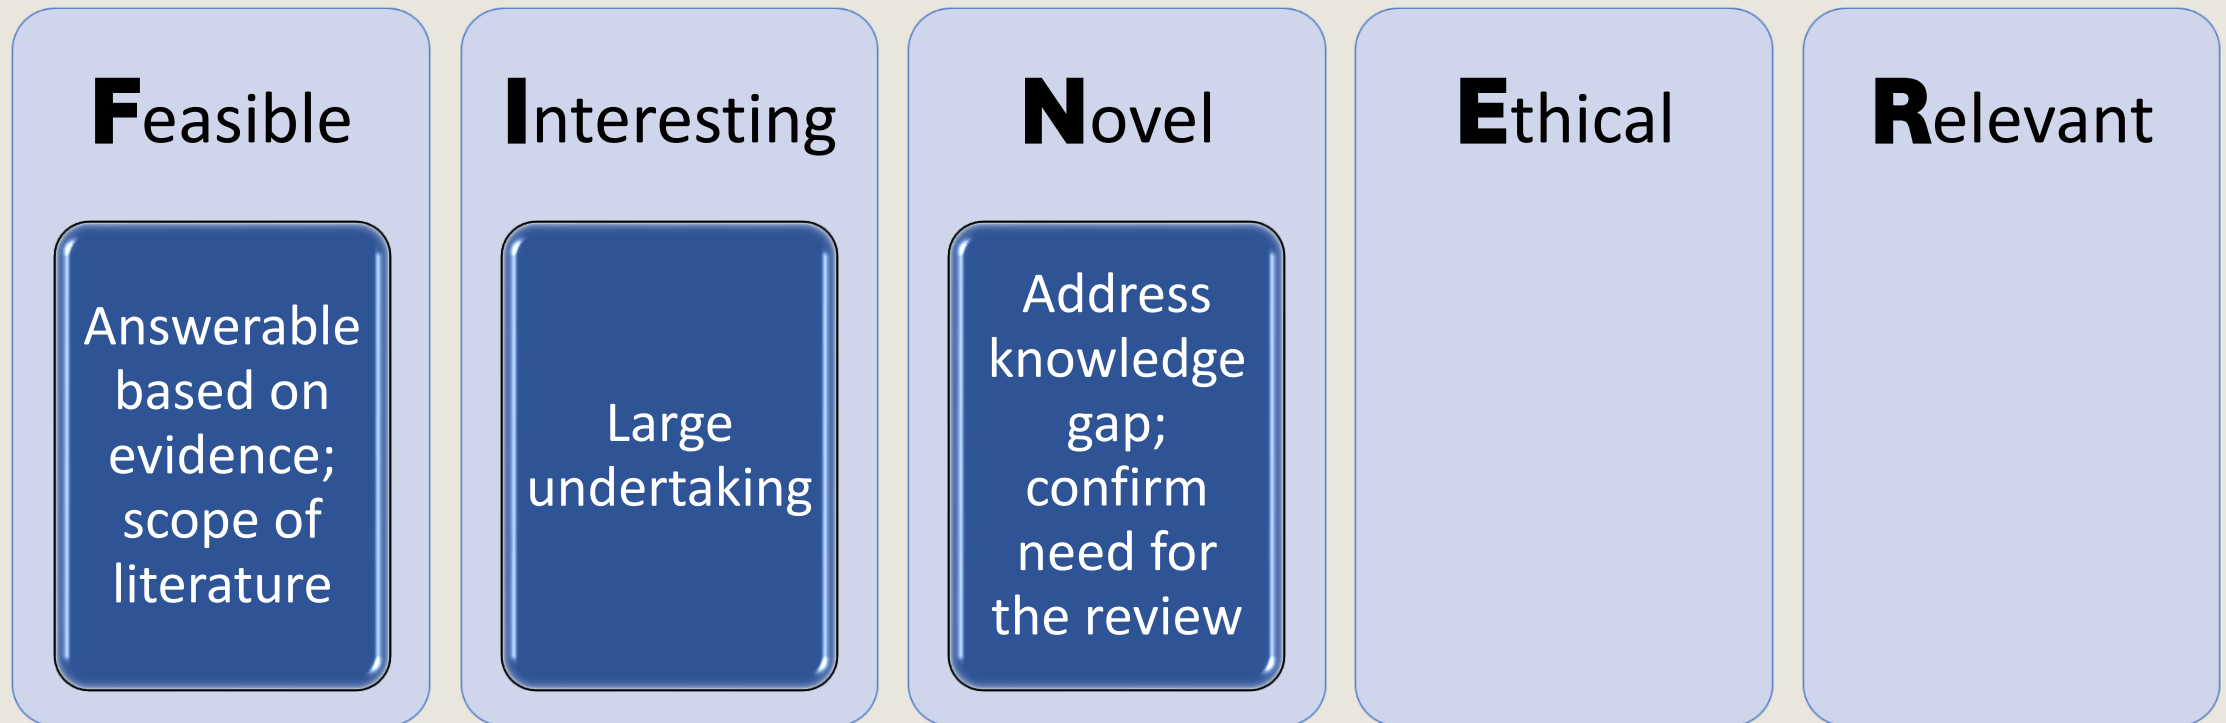 Feasible
Answerable
based on
evidence;
scope of
literature
Interesting
Large
undertaking
Novel
Address
knowledge
gap;
confirm
need for
the review
Ethical
Relevant